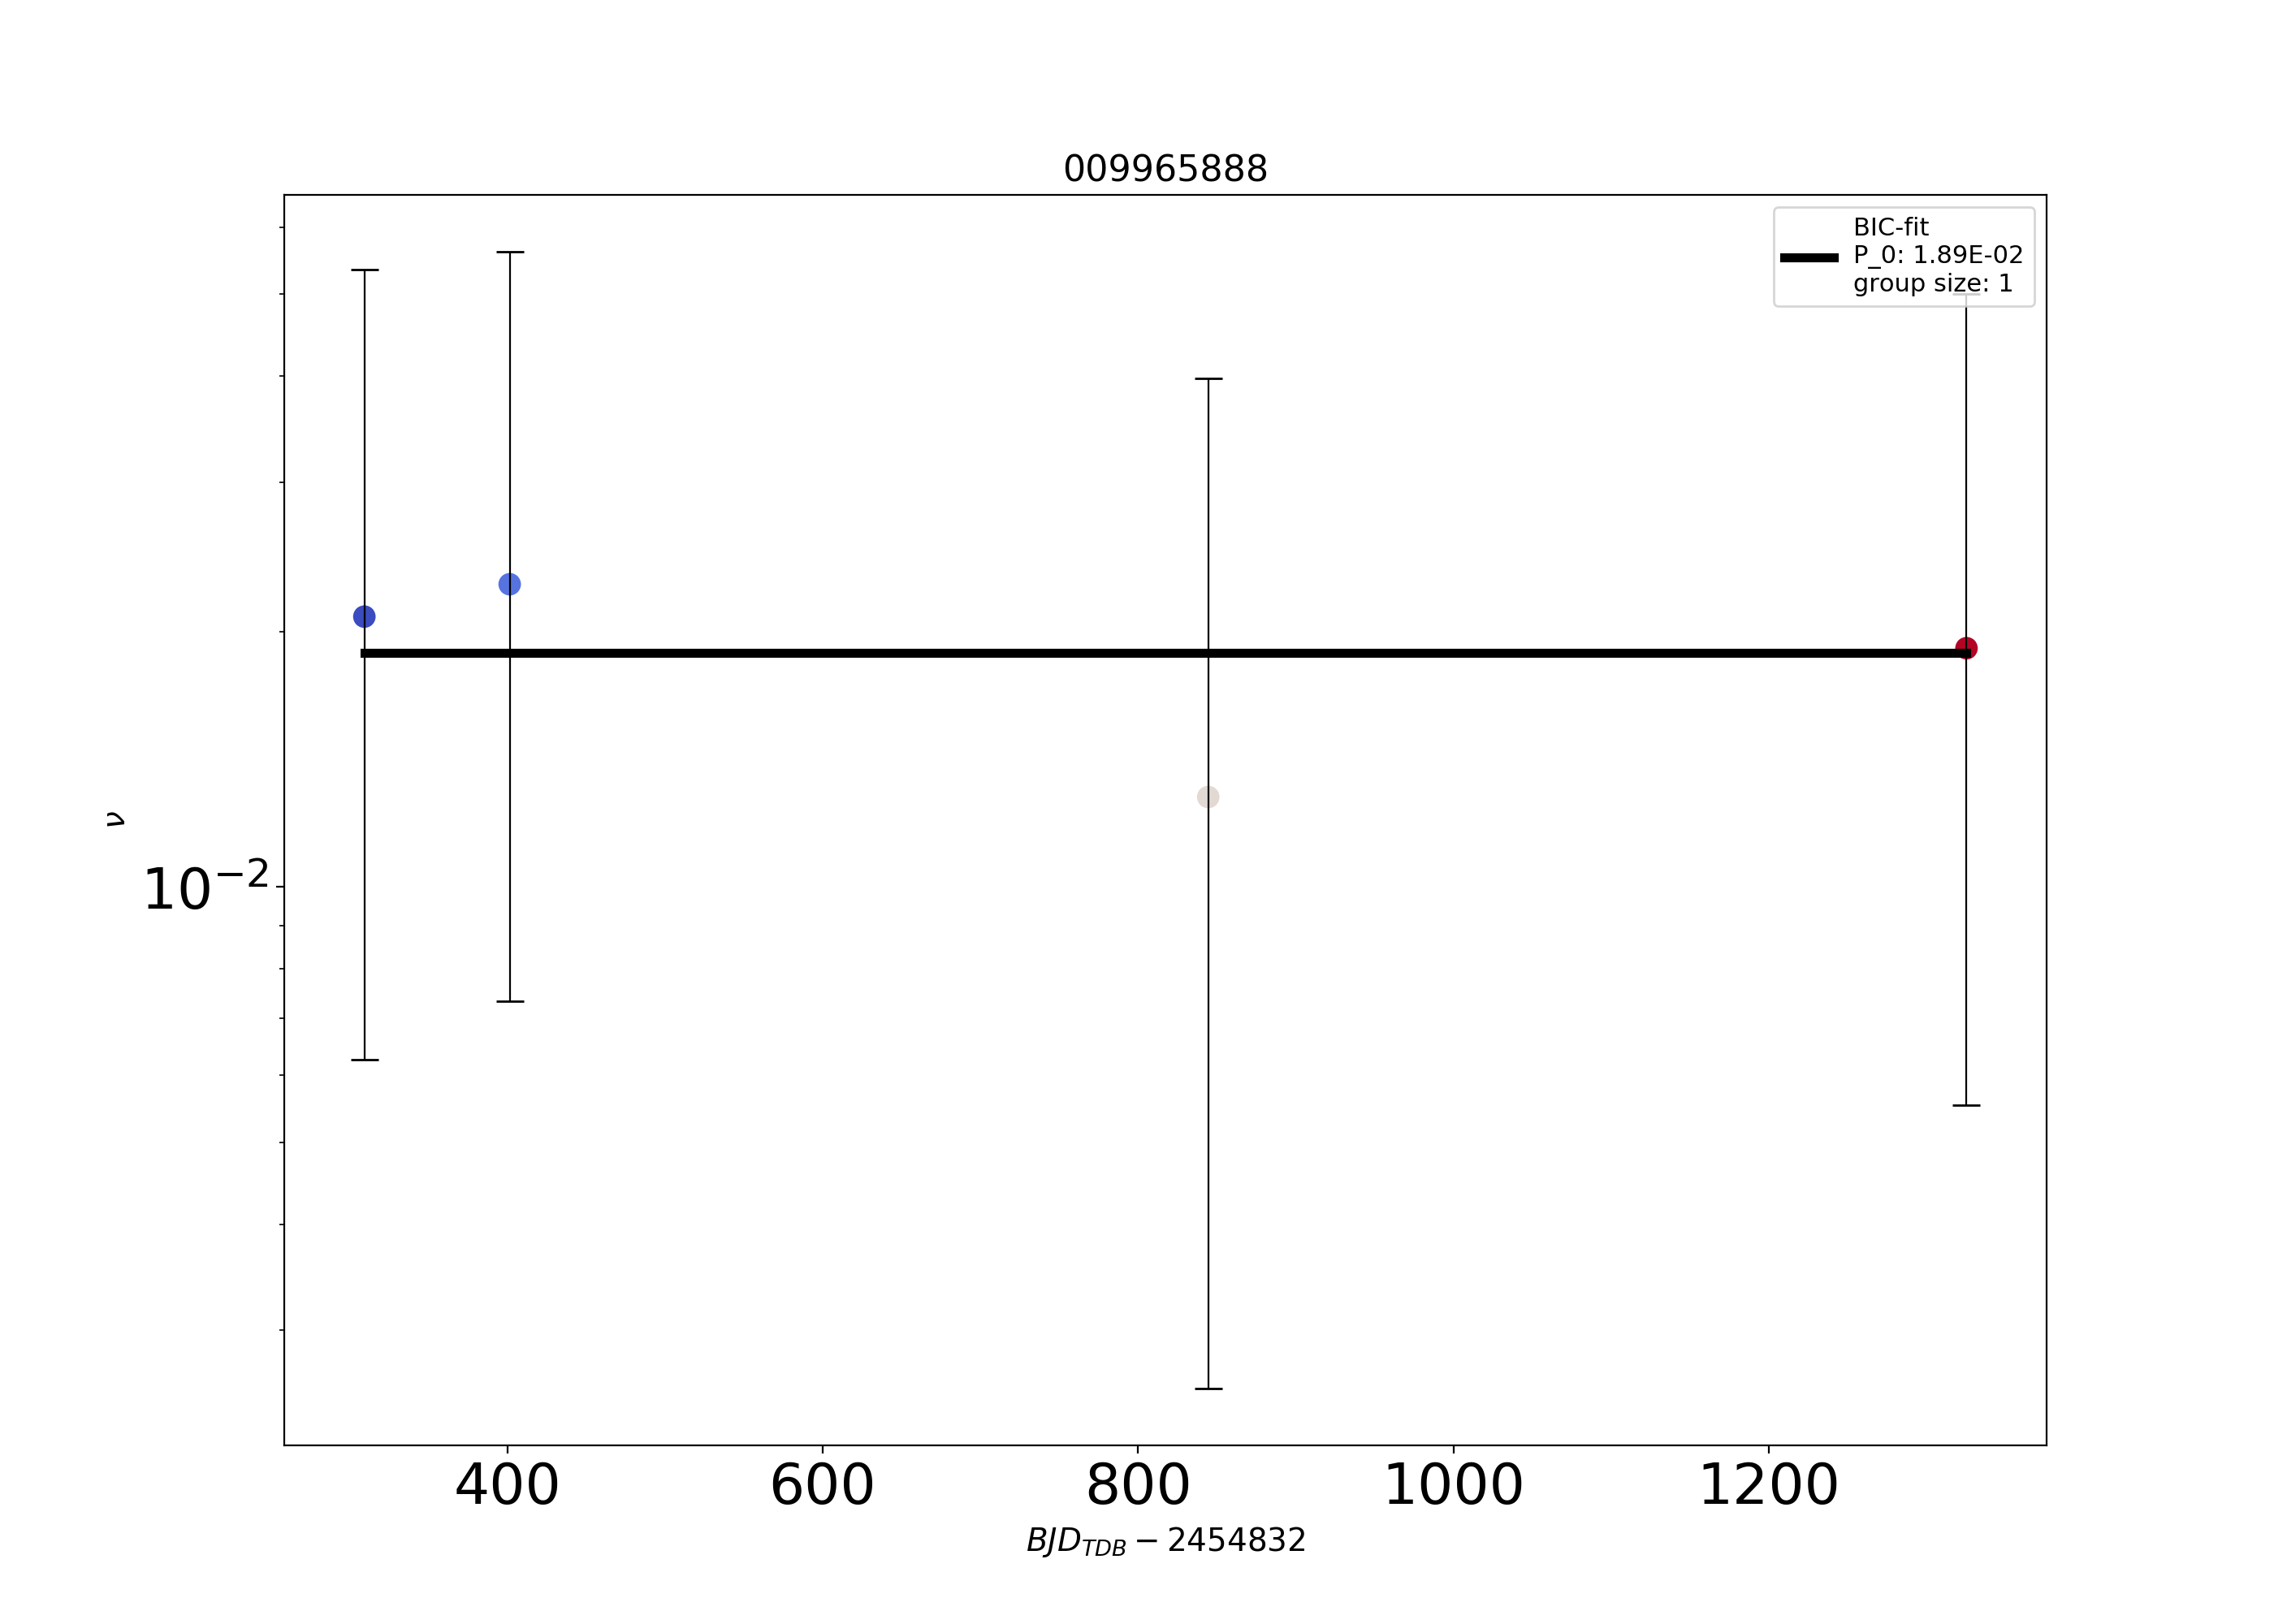 009965888
BIC-fit
P_0: 1.89E-02
group size: 1
ν
10⁻²
400 600 800 1000 1200
BJD_TDB − 2454832